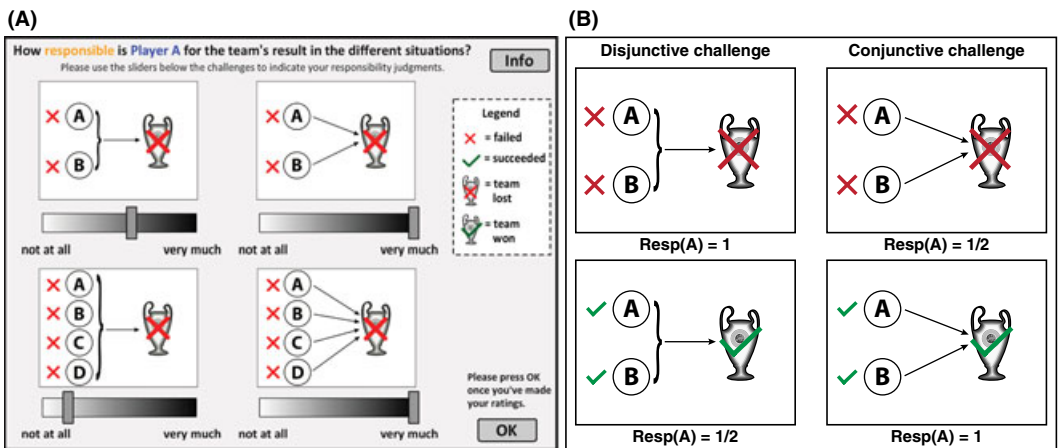 (A)
How responsible is Player A for the team's result in the different situations?
Please use the sliders below the challenges to indicate your responsibility judgments.
Info
A
B
not at all very much
A
B
not at all very much
Legend
= failed
= succeeded
= team
lost
= team
won
A
B
C
D
not at all very much
A
B
C
D
not at all very much
Please press OK
once you've made
your ratings.
OK
(B)
Disjunctive challenge
Conjunctive challenge
A
B
Resp(A) = 1
A
B
Resp(A) = 1/2
A
B
Resp(A) = 1/2
A
B
Resp(A) = 1